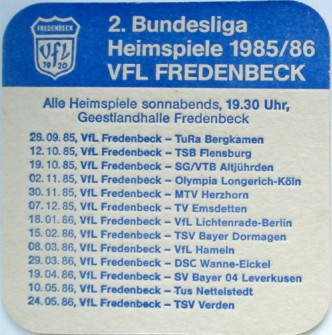 FREDENBECK
VfL
19 20
2. Bundesliga
Heimspiele 1985/86
VFL FREDENBECK
Alle Heimspiele sonnabends, 19.30 Uhr,
Geestlandhalle Fredenbeck
28.09.85, VfL Fredenbeck – TuRa Bergkamen
12.10.85, VfL Fredenbeck – TSB Flensburg
19.10.85, VfL Fredenbeck – SG/VTB Altjührden
02.11.85, VfL Fredenbeck – Olympia Longerich-Köln
30.11.85, VfL Fredenbeck – MTV Herzhorn
07.12.85, VfL Fredenbeck – TV Emsdetten
18.01.86, VfL Fredenbeck – VfL Lichtenrade-Berlin
15.02.86, VfL Fredenbeck – TSV Bayer Dormagen
08.03.86, VfL Fredenbeck – VfL Hameln
29.03.86, VfL Fredenbeck – DSC Wanne-Eickel
19.04.86, VfL Fredenbeck – SV Bayer 04 Leverkusen
10.05.86, VfL Fredenbeck – Tus Nettelstedt
24.05.86, VfL Fredenbeck – TSV Verden